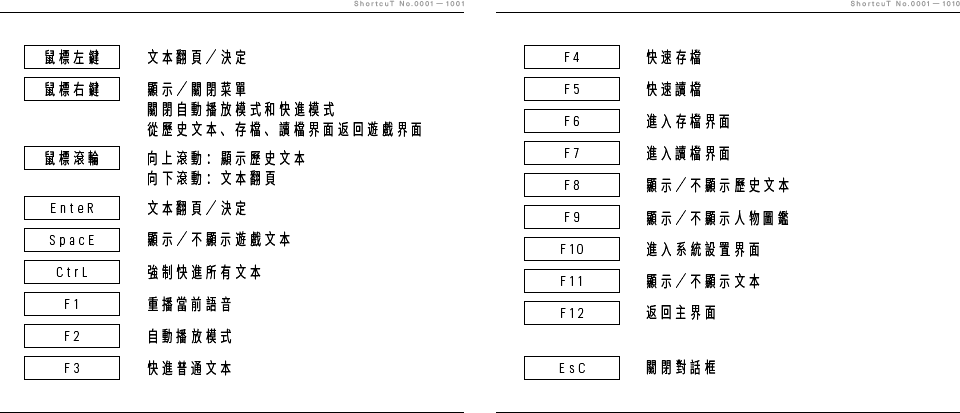 ShortcuT No.0001 — 1001
鼠標左鍵 文本翻頁／決定
鼠標右鍵 顯示／關閉菜單
關閉自動播放模式和快進模式
從歷史文本、存檔、讀檔界面返回遊戲界面
鼠標滾輪 向上滾動：顯示歷史文本
向下滾動：文本翻頁
EnteR 文本翻頁／決定
SpacE 顯示／不顯示遊戲文本
CtrL 強制快進所有文本
F1 重播當前語音
F2 自動播放模式
F3 快進普通文本
ShortcuT No.0001 — 1010
F4 快速存檔
F5 快速讀檔
F6 進入存檔界面
F7 進入讀檔界面
F8 顯示／不顯示歷史文本
F9 顯示／不顯示人物圖鑑
F10 進入系統設置界面
F11 顯示／不顯示文本
F12 返回主界面
EsC 關閉對話框